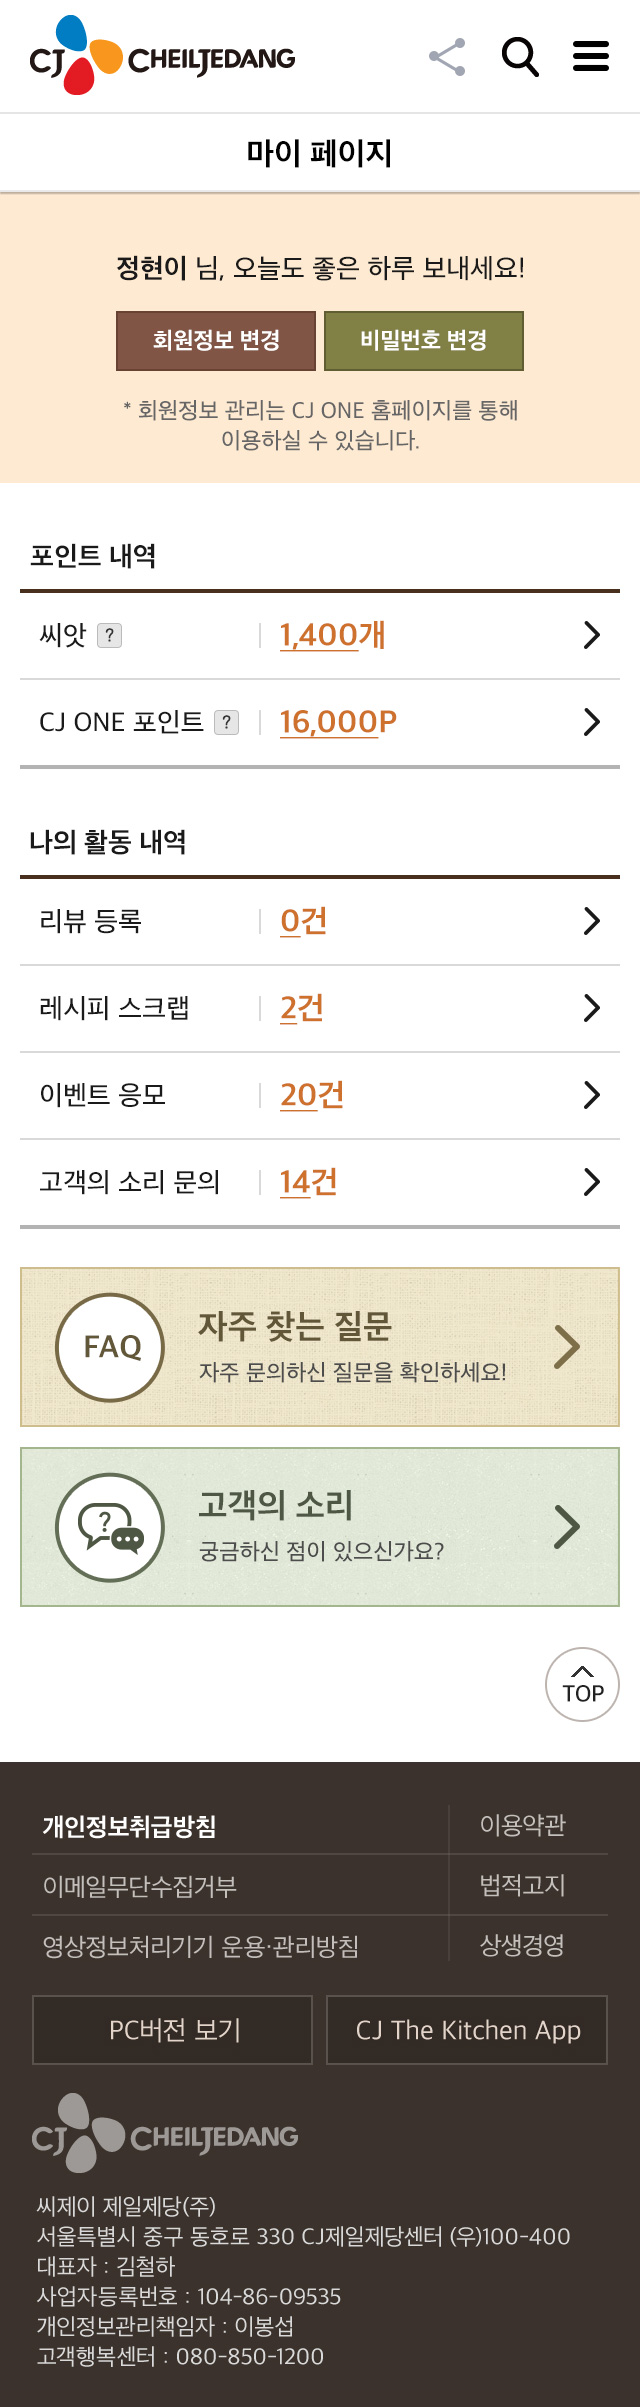 CJ CHEILJEDANG
마이 페이지
정현이 님, 오늘도 좋은 하루 보내세요!
회원정보 변경
비밀번호 변경
* 회원정보 관리는 CJ ONE 홈페이지를 통해
이용하실 수 있습니다.
포인트 내역
씨앗 ? 1,400개
CJ ONE 포인트 ? 16,000P
나의 활동 내역
리뷰 등록 0건
레시피 스크랩 2건
이벤트 응모 20건
고객의 소리 문의 14건
FAQ
자주 찾는 질문
자주 문의하신 질문을 확인하세요!
?
고객의 소리
궁금하신 점이 있으신가요?
TOP
개인정보취급방침 이용약관
이메일무단수집거부 법적고지
영상정보처리기기 운용·관리방침 상생경영
PC버전 보기 CJ The Kitchen App
CJ CHEILJEDANG
씨제이 제일제당(주)
서울특별시 중구 동호로 330 CJ제일제당센터 (우)100-400
대표자 : 김철하
사업자등록번호 : 104-86-09535
개인정보관리책임자 : 이봉섭
고객행복센터 : 080-850-1200